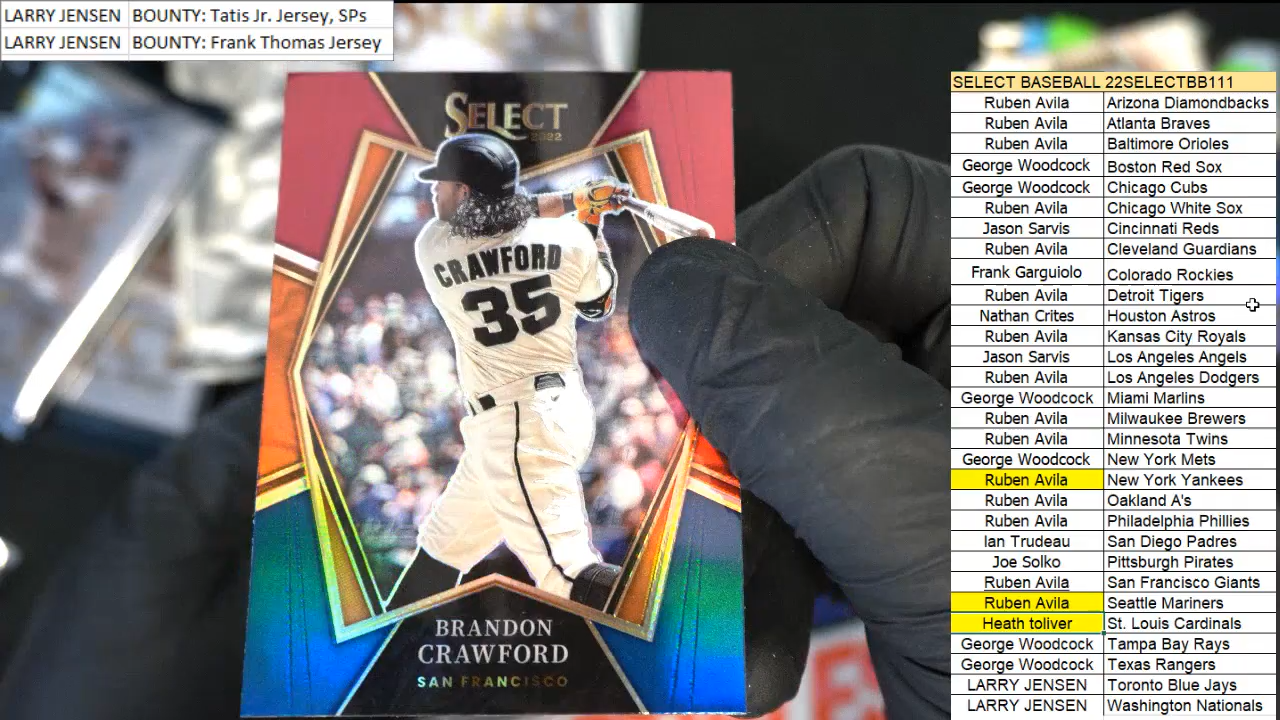 LARRY JENSEN BOUNTY: Tatis Jr. Jersey, SPs
LARRY JENSEN BOUNTY: Frank Thomas Jersey
SELECT
2022
CRAWFORD
35
BRANDON
CRAWFORD
SAN FRANCISCO
SELECT BASEBALL 22SELECTBB111
Ruben Avila Arizona Diamondbacks
Ruben Avila Atlanta Braves
Ruben Avila Baltimore Orioles
George Woodcock Boston Red Sox
George Woodcock Chicago Cubs
Ruben Avila Chicago White Sox
Jason Sarvis Cincinnati Reds
Ruben Avila Cleveland Guardians
Frank Garguiolo Colorado Rockies
Ruben Avila Detroit Tigers
Nathan Crites Houston Astros
Ruben Avila Kansas City Royals
Jason Sarvis Los Angeles Angels
Ruben Avila Los Angeles Dodgers
George Woodcock Miami Marlins
Ruben Avila Milwaukee Brewers
Ruben Avila Minnesota Twins
George Woodcock New York Mets
Ruben Avila New York Yankees
Ruben Avila Oakland A's
Ruben Avila Philadelphia Phillies
Ian Trudeau San Diego Padres
Joe Solko Pittsburgh Pirates
Ruben Avila San Francisco Giants
Ruben Avila Seattle Mariners
Heath toliver St. Louis Cardinals
George Woodcock Tampa Bay Rays
George Woodcock Texas Rangers
LARRY JENSEN Toronto Blue Jays
LARRY JENSEN Washington Nationals